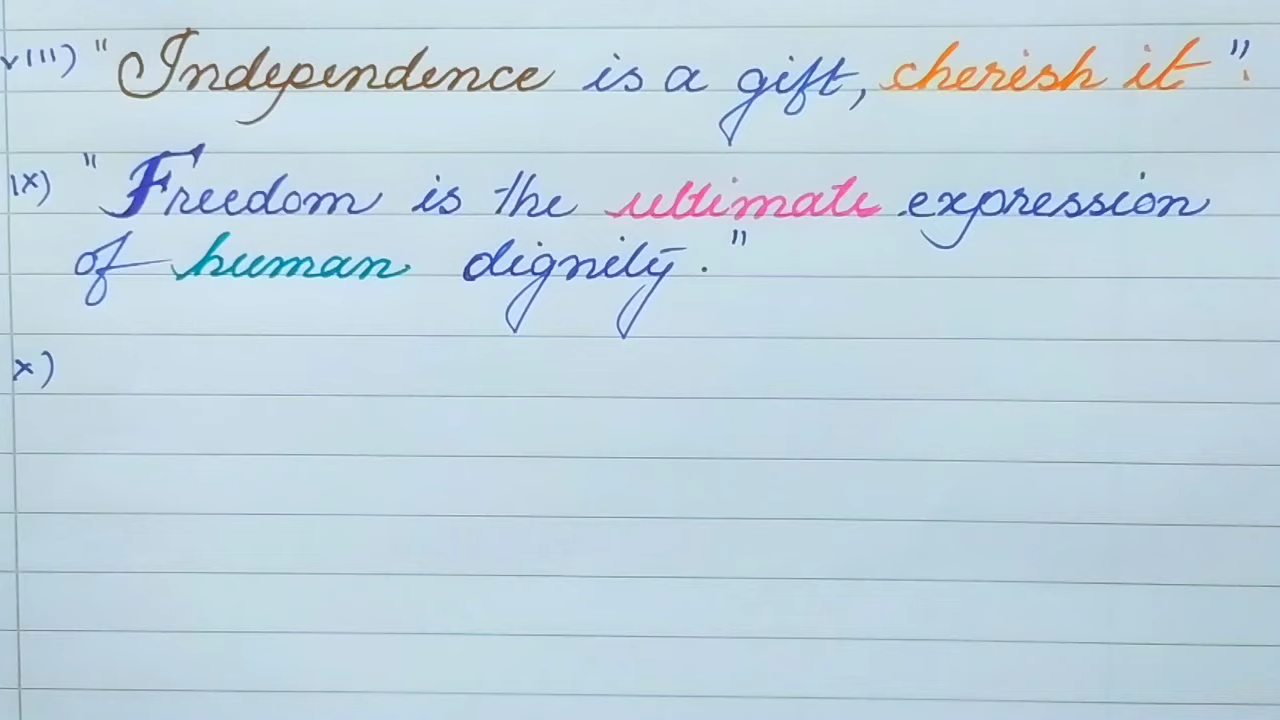 viii) "Independence is a gift, cherish it".
ix) "Freedom is the ultimate expression
of human dignity."
x)